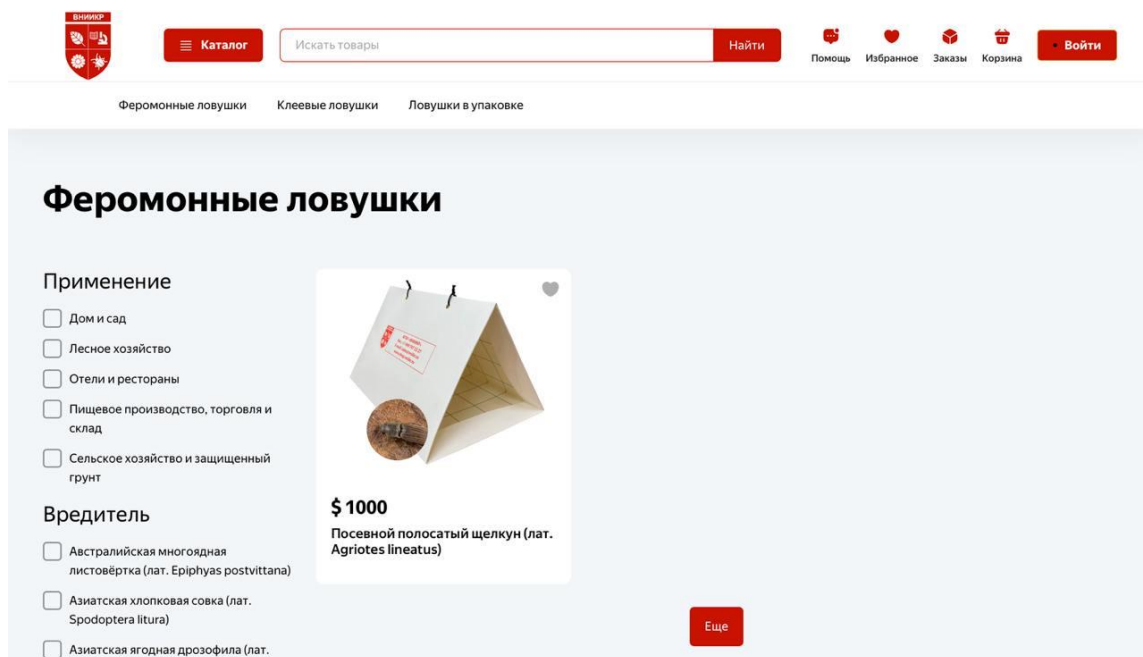 ВНИИКР
Каталог
Искать товары
Найти
Помощь
Избранное
Заказы
Корзина
Войти
Феромонные ловушки
Клеевые ловушки
Ловушки в упаковке
Феромонные ловушки
Применение
Дом и сад
Лесное хозяйство
Отели и рестораны
Пищевое производство, торговля и
склад
Сельское хозяйство и защищенный
грунт
Вредитель
Австралийская многоядная
листовёртка (лат. Epiphyas postvittana)
Азиатская хлопковая совка (лат.
Spodoptera litura)
Азиатская ягодная дрозофила (лат.
$ 1000
Посевной полосатый щелкун (лат.
Agriotes lineatus)
Еще